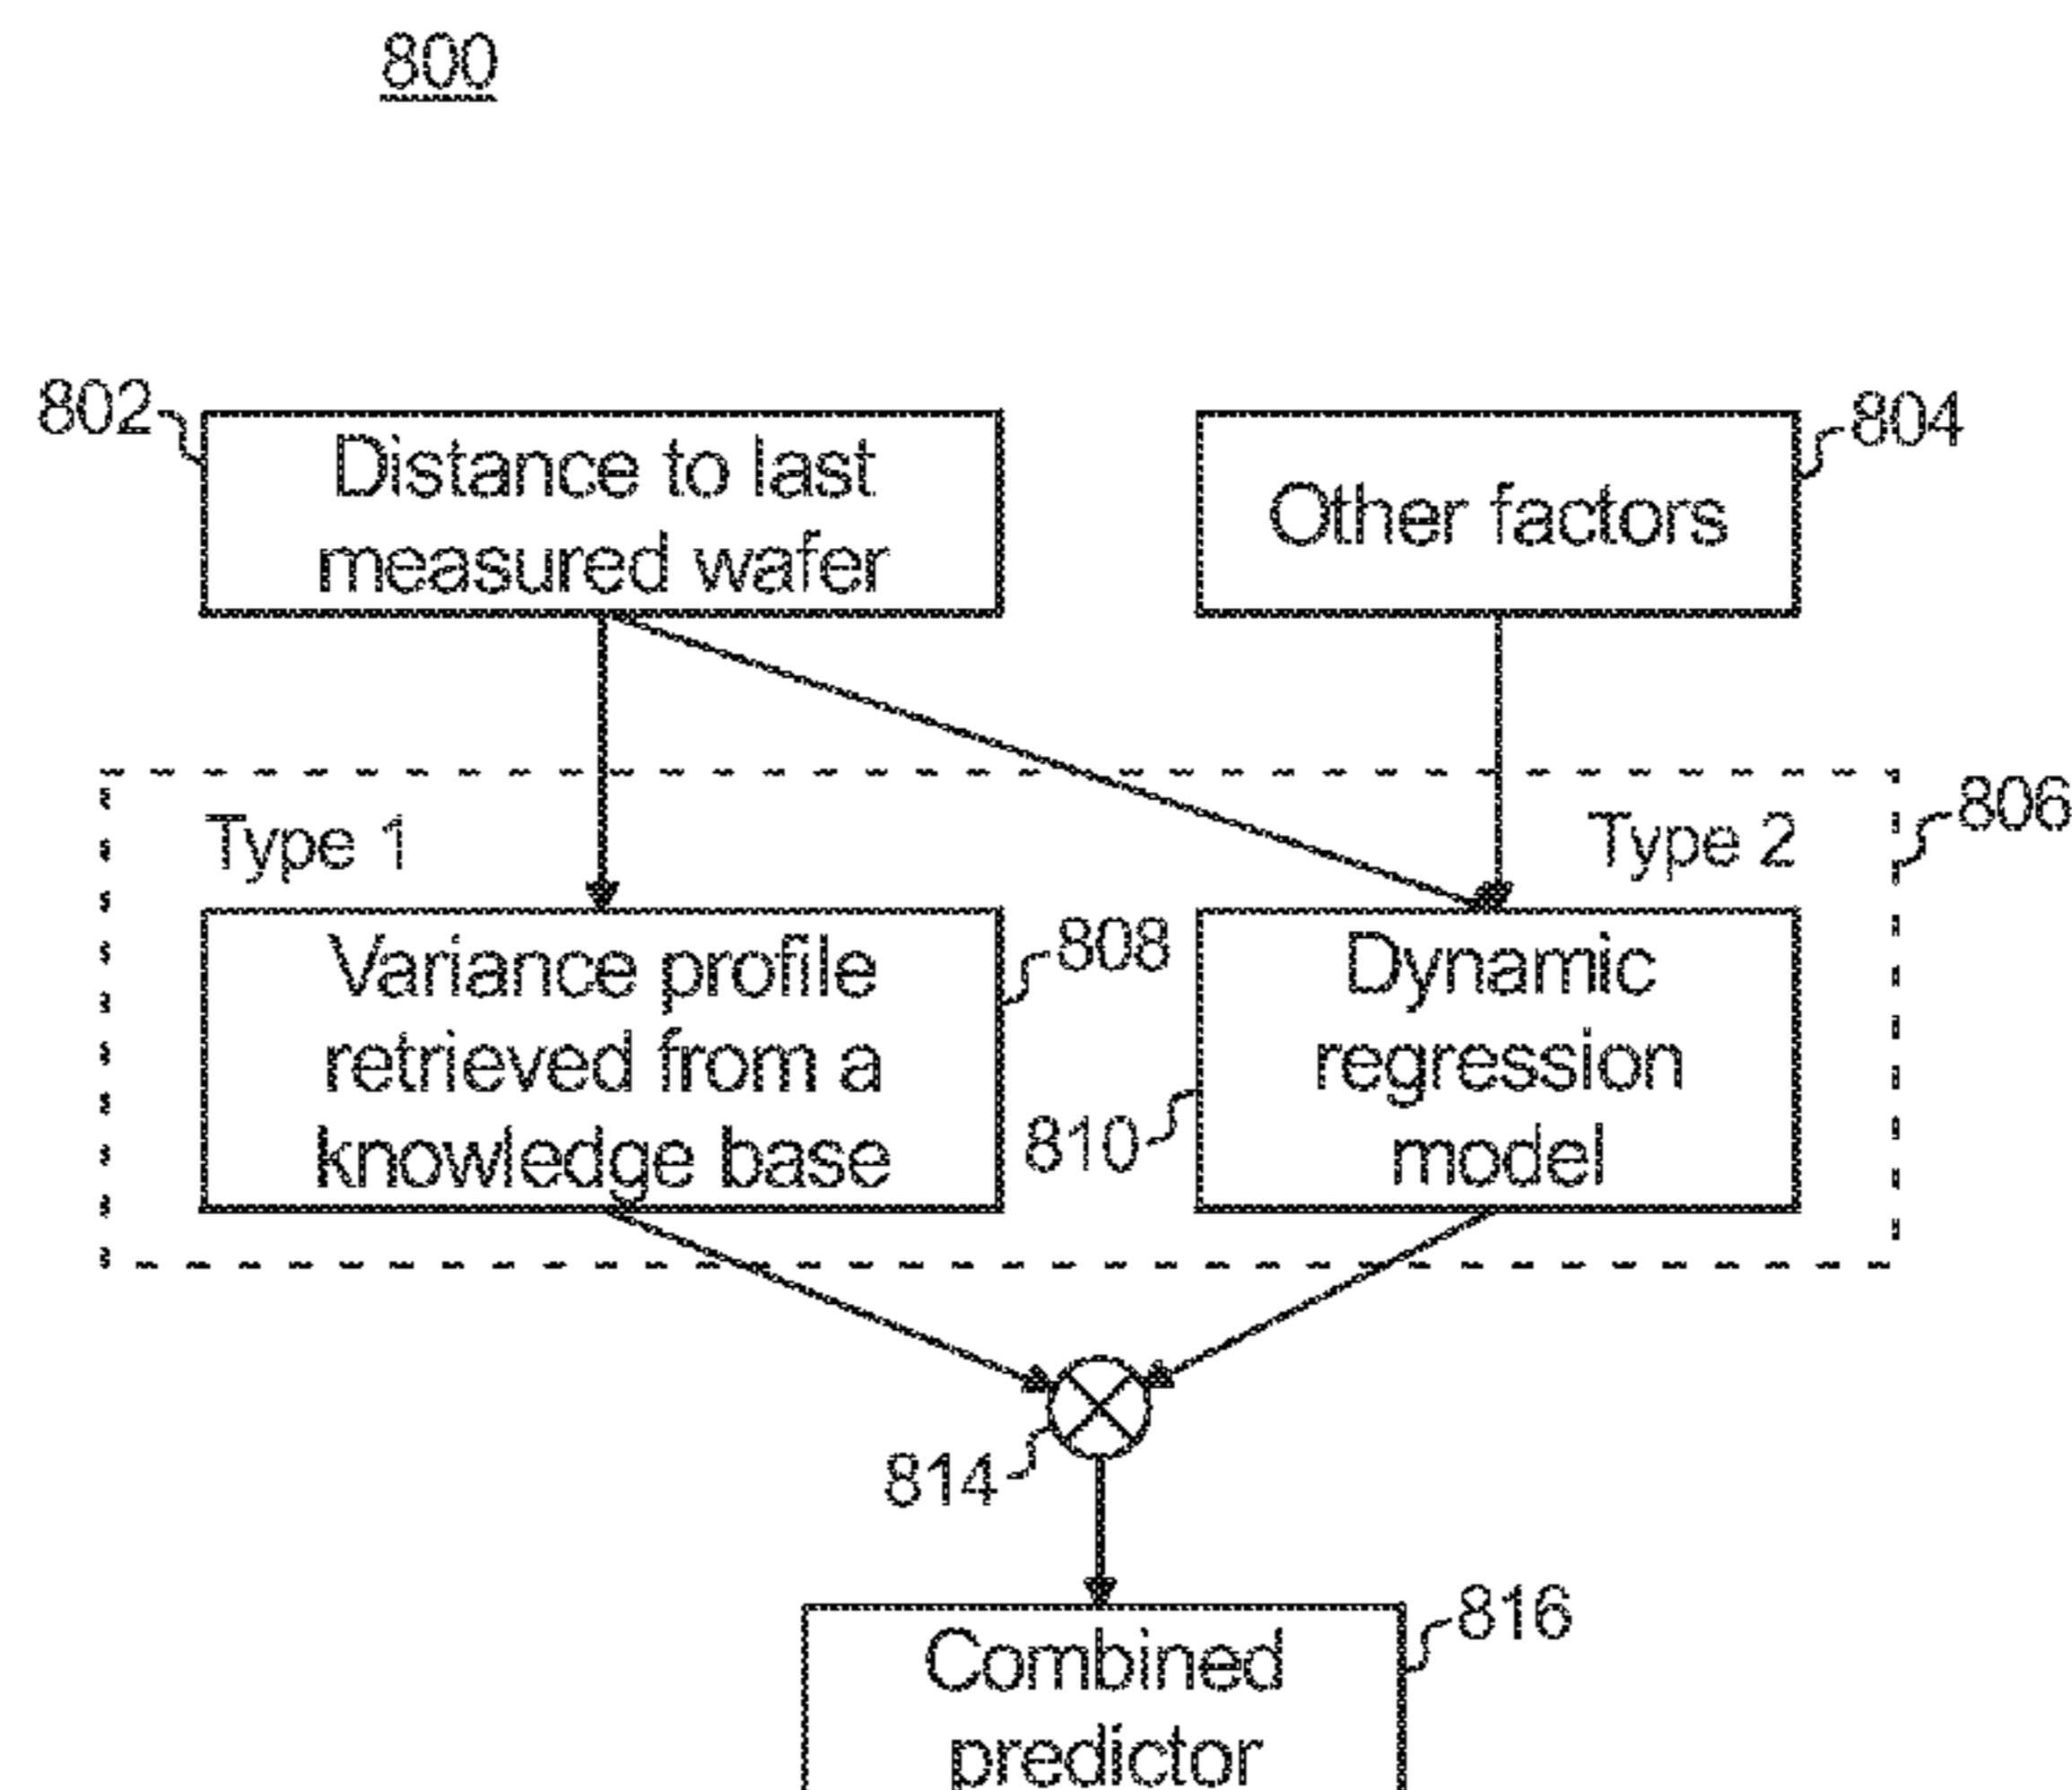 800
802
Distance to last
measured wafer
Other factors
804
806
Type 1
Type 2
Variance profile
retrieved from a
knowledge base
808
810
Dynamic
regression
model
814
816
Combined
predictor